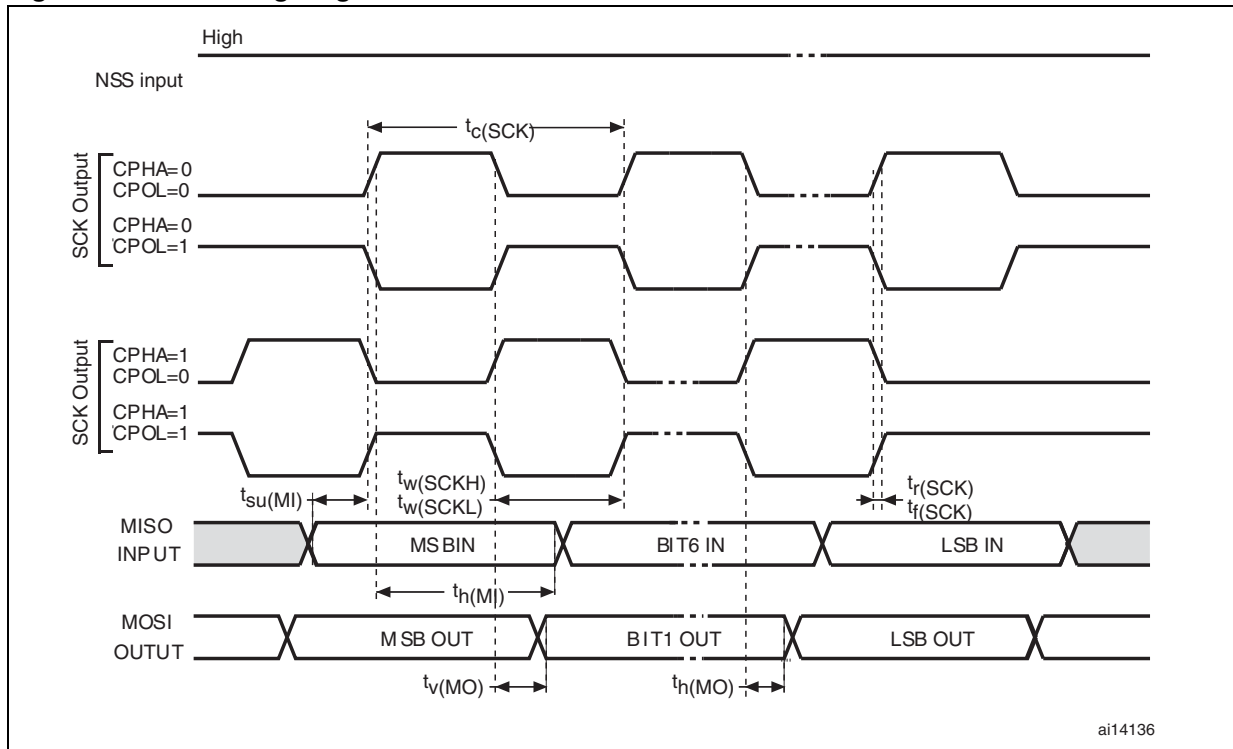 High
NSS input
tc(SCK)
SCK Output
CPHA=0
CPOL=0
CPHA=0
CPOL=1
SCK Output
CPHA=1
CPOL=0
CPHA=1
CPOL=1
tsu(MI)
tw(SCKH)
tw(SCKL)
tr(SCK)
tf(SCK)
MISO
INPUT
MSBIN
BIT6 IN
LSB IN
th(MI)
MOSI
OUTUT
MSB OUT
BIT1 OUT
LSB OUT
tv(MO)
th(MO)
ai14136